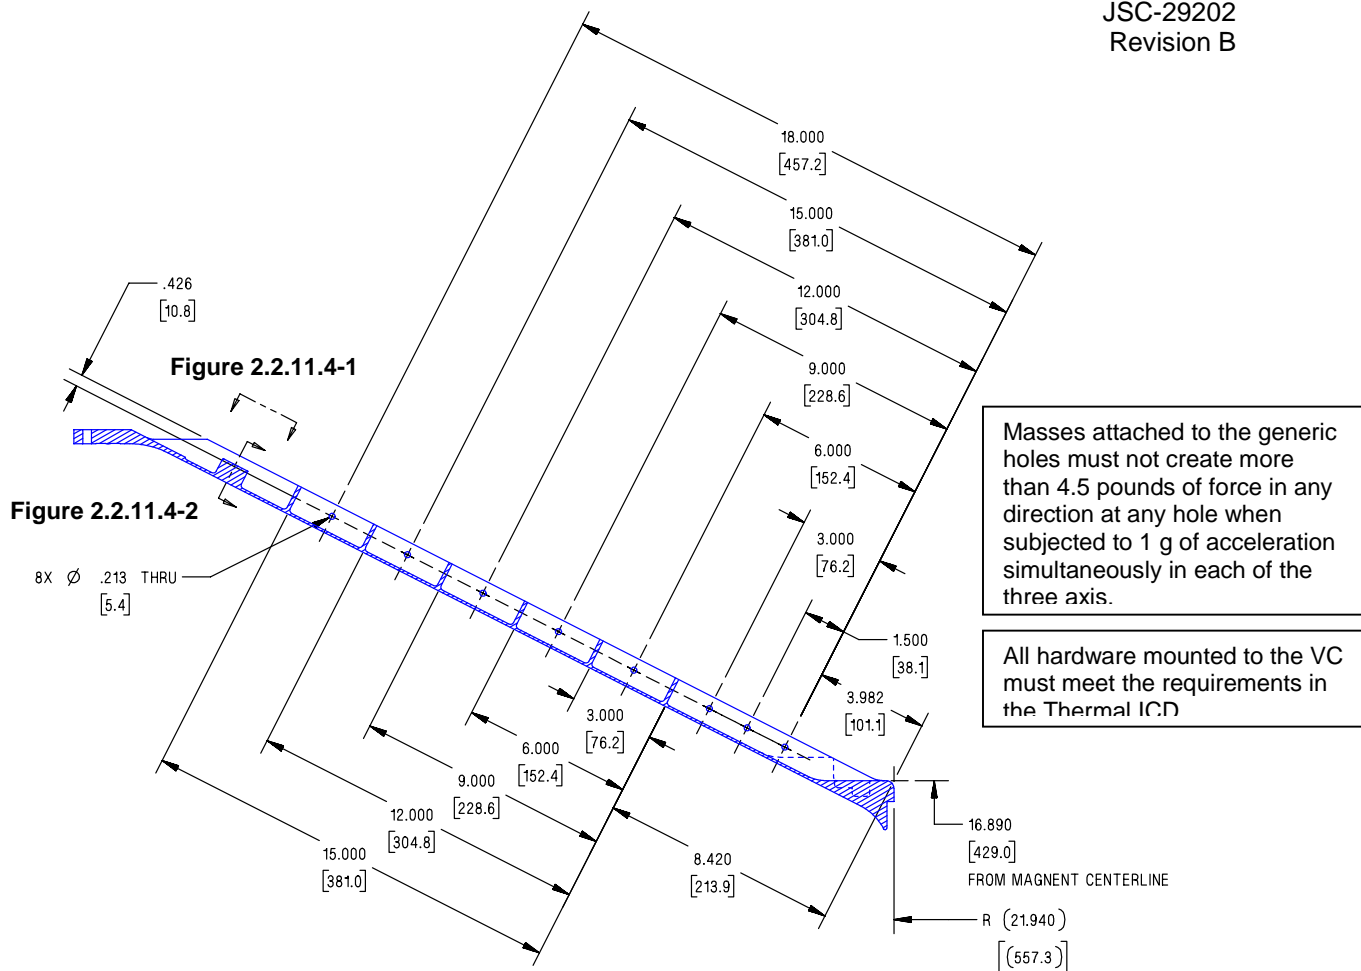 JSC-29202
Revision B
18.000
[457.2]
15.000
[381.0]
12.000
[304.8]
9.000
[228.6]
6.000
[152.4]
3.000
[76.2]
1.500
[38.1]
3.982
[101.1]
.426
[10.8]
Figure 2.2.11.4-1
Figure 2.2.11.4-2
8X Ø .213 THRU
[5.4]
3.000
[76.2]
6.000
[152.4]
9.000
[228.6]
12.000
[304.8]
15.000
[381.0]
8.420
[213.9]
16.890
[429.0]
FROM MAGNENT CENTERLINE
R (21.940)
[(557.3)]
Masses attached to the generic
holes must not create more
than 4.5 pounds of force in any
direction at any hole when
subjected to 1 g of acceleration
simultaneously in each of the
three axis.
All hardware mounted to the VC
must meet the requirements in
the Thermal ICD